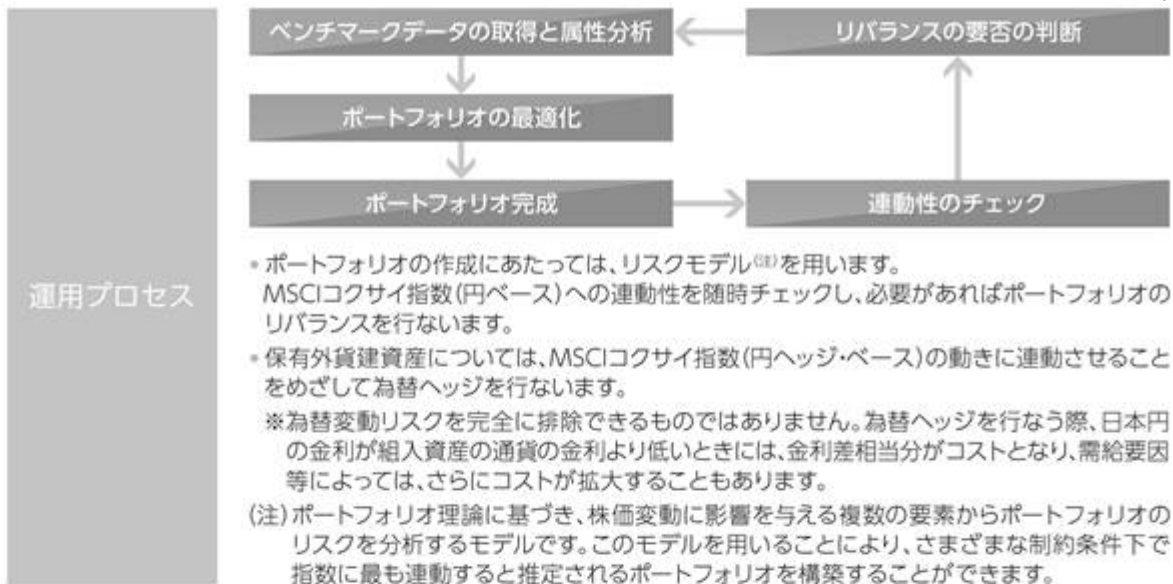 運用プロセス
ベンチマークデータの取得と属性分析
リバランスの要否の判断
ポートフォリオの最適化
ポートフォリオ完成
連動性のチェック
•ポートフォリオの作成にあたっては、リスクモデル(注)を用います。
MSCIコクサイ指数(円ベース)への連動性を随時チェックし、必要があればポートフォリオの
リバランスを行ないます。
•保有外貨建資産については、MSCIコクサイ指数(円ヘッジ・ベース)の動きに連動させること
をめざして為替ヘッジを行ないます。
※為替変動リスクを完全に排除できるものではありません。為替ヘッジを行なう際、日本円
の金利が組入資産の通貨の金利より低いときには、金利差相当分がコストとなり、需給要因
等によっては、さらにコストが拡大することもあります。
(注)ポートフォリオ理論に基づき、株価変動に影響を与える複数の要素からポートフォリオの
リスクを分析するモデルです。このモデルを用いることにより、さまざまな制約条件下で
指数に最も連動すると推定されるポートフォリオを構築することができます。